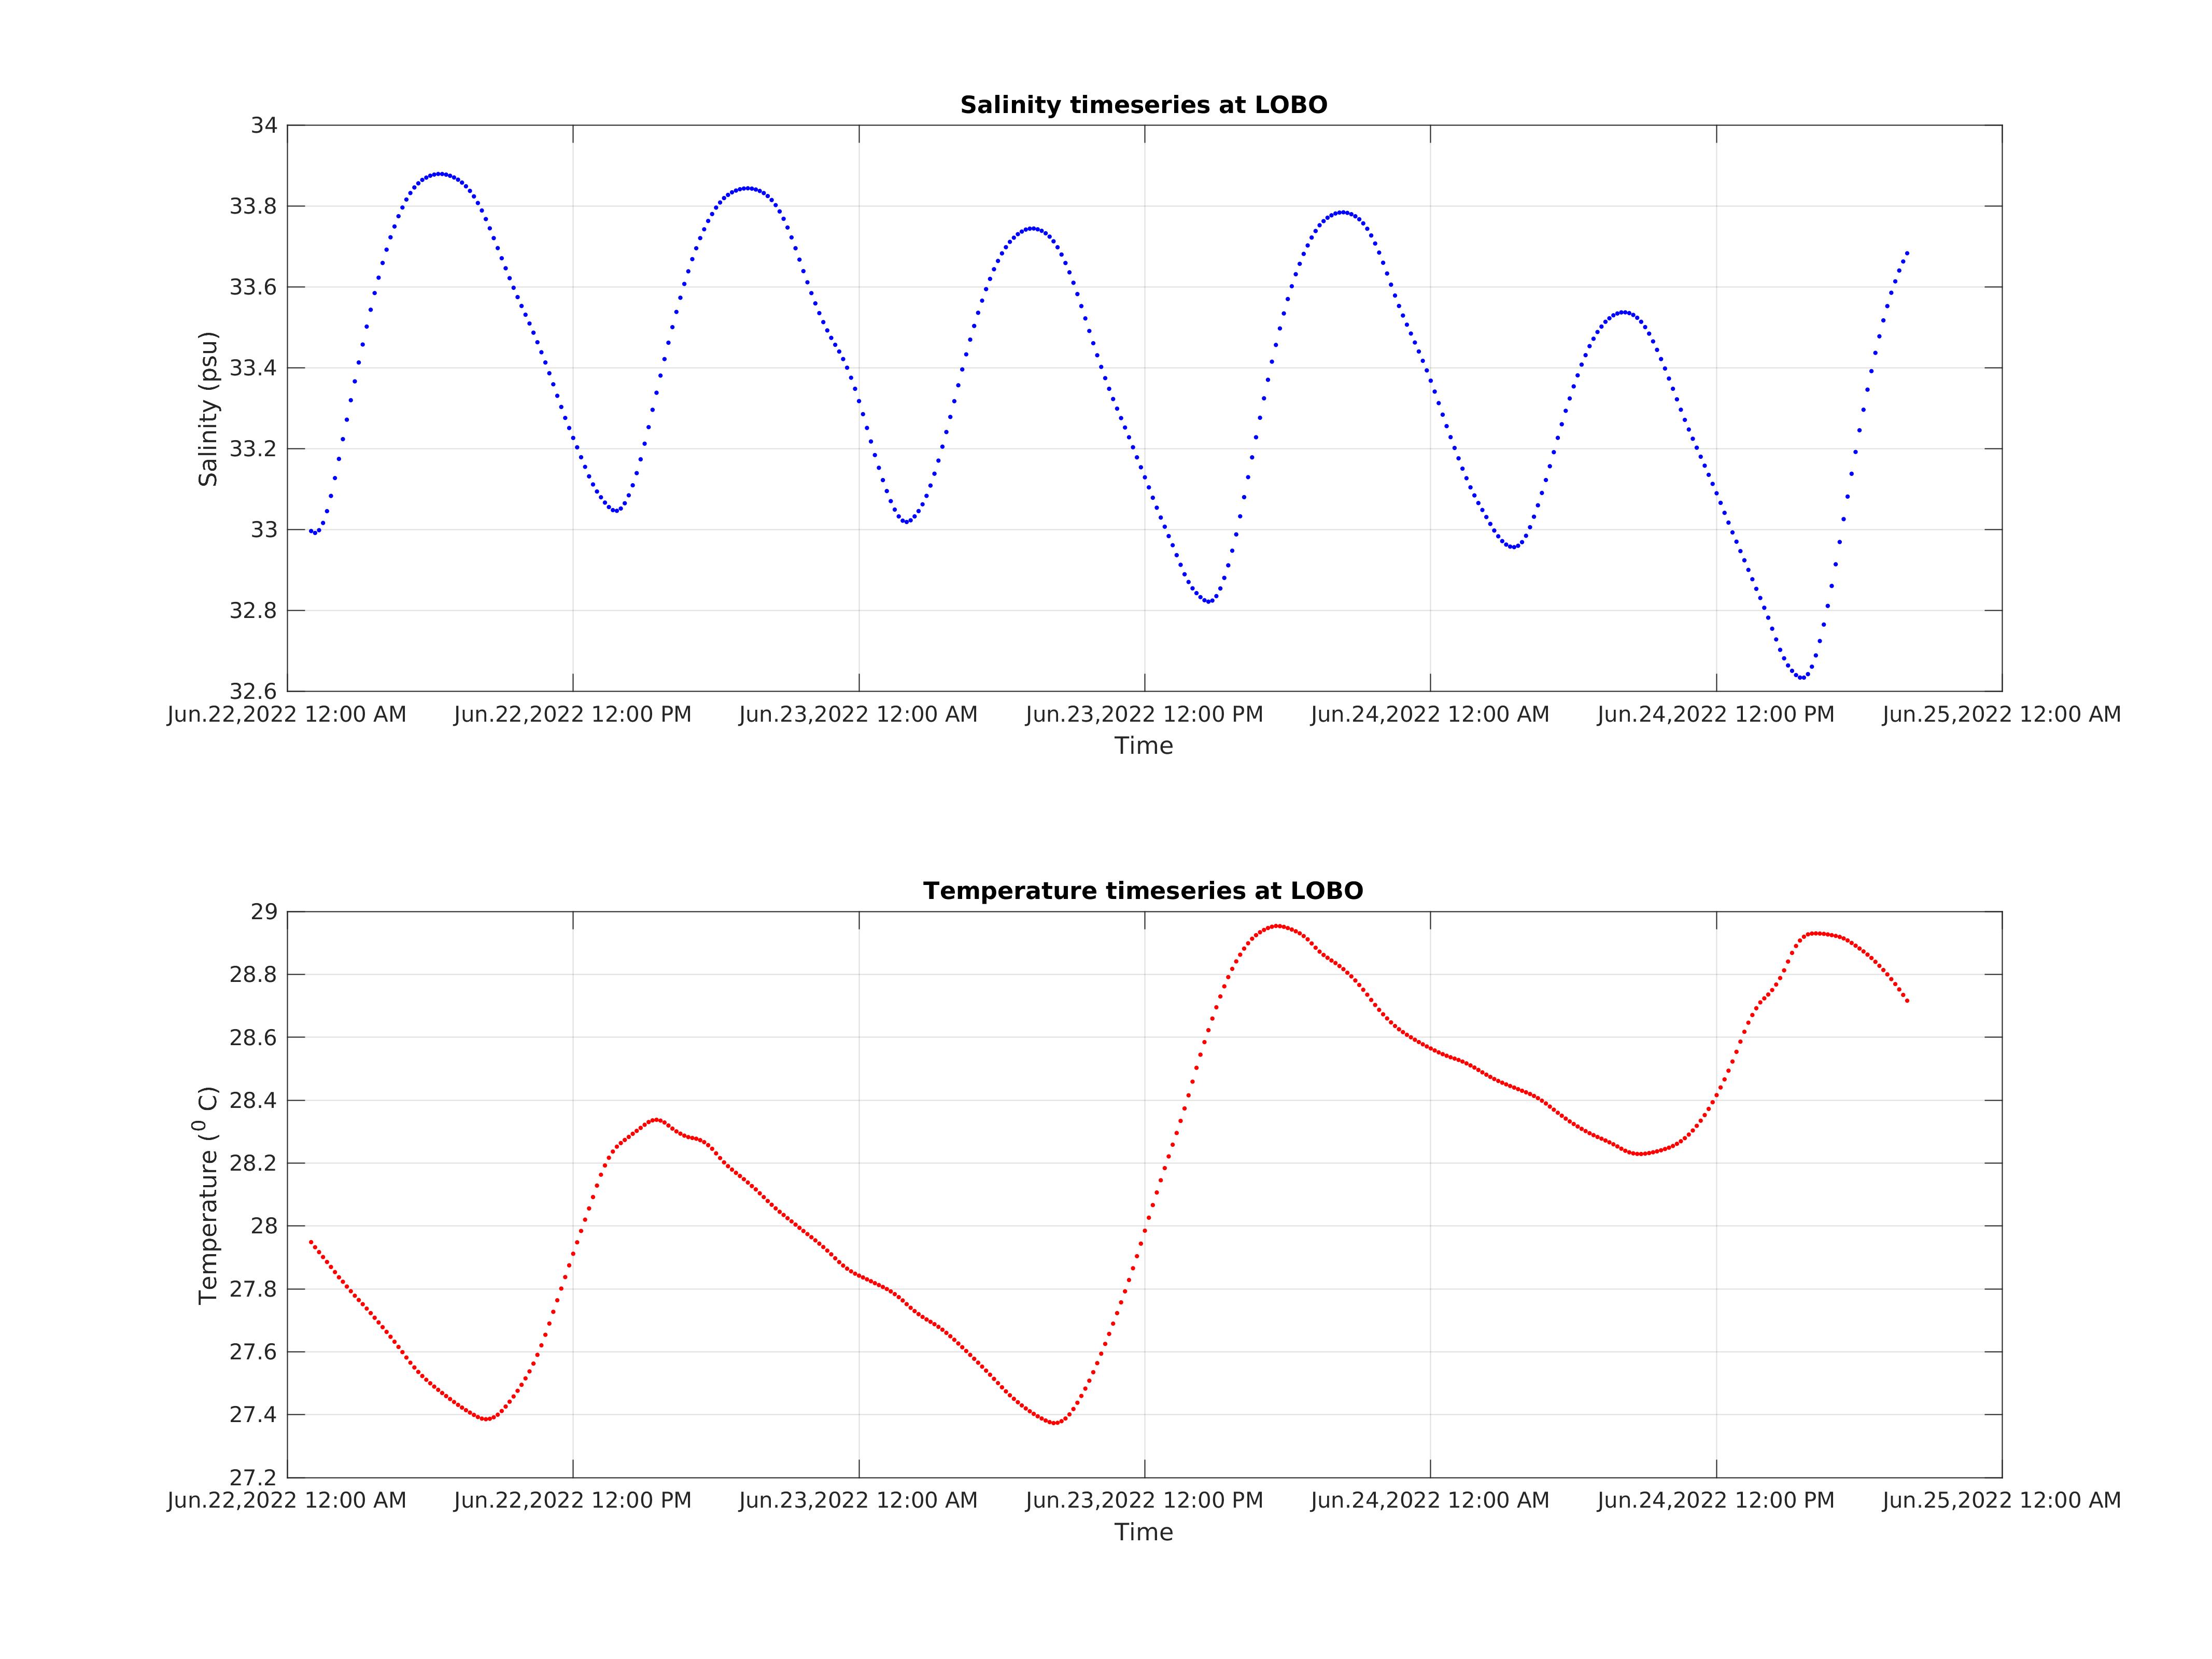 Salinity timeseries at LOBO
34
33.8
33.6
33.4
33.2
33
32.8
32.6
Salinity (psu)
Jun.22,2022 12:00 AM Jun.22,2022 12:00 PM Jun.23,2022 12:00 AM Jun.23,2022 12:00 PM Jun.24,2022 12:00 AM Jun.24,2022 12:00 PM Jun.25,2022 12:00 AM
Time
Temperature timeseries at LOBO
29
28.8
28.6
28.4
28.2
28
27.8
27.6
27.4
27.2
Temperature (⁰ C)
Jun.22,2022 12:00 AM Jun.22,2022 12:00 PM Jun.23,2022 12:00 AM Jun.23,2022 12:00 PM Jun.24,2022 12:00 AM Jun.24,2022 12:00 PM Jun.25,2022 12:00 AM
Time